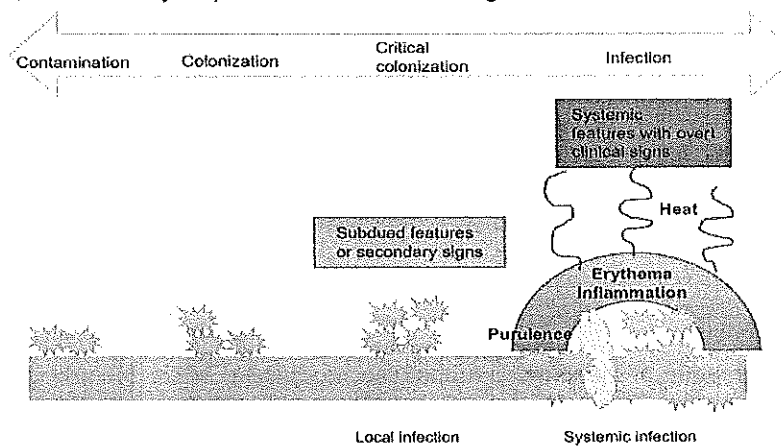 Contamination
Colonization
Critical
colonization
Infection
Systemic
features with overt
clinical signs
Heat
Subdued features
or secondary signs
Erythoma
Inflammation
Purulence
Local infection
Systemic infection